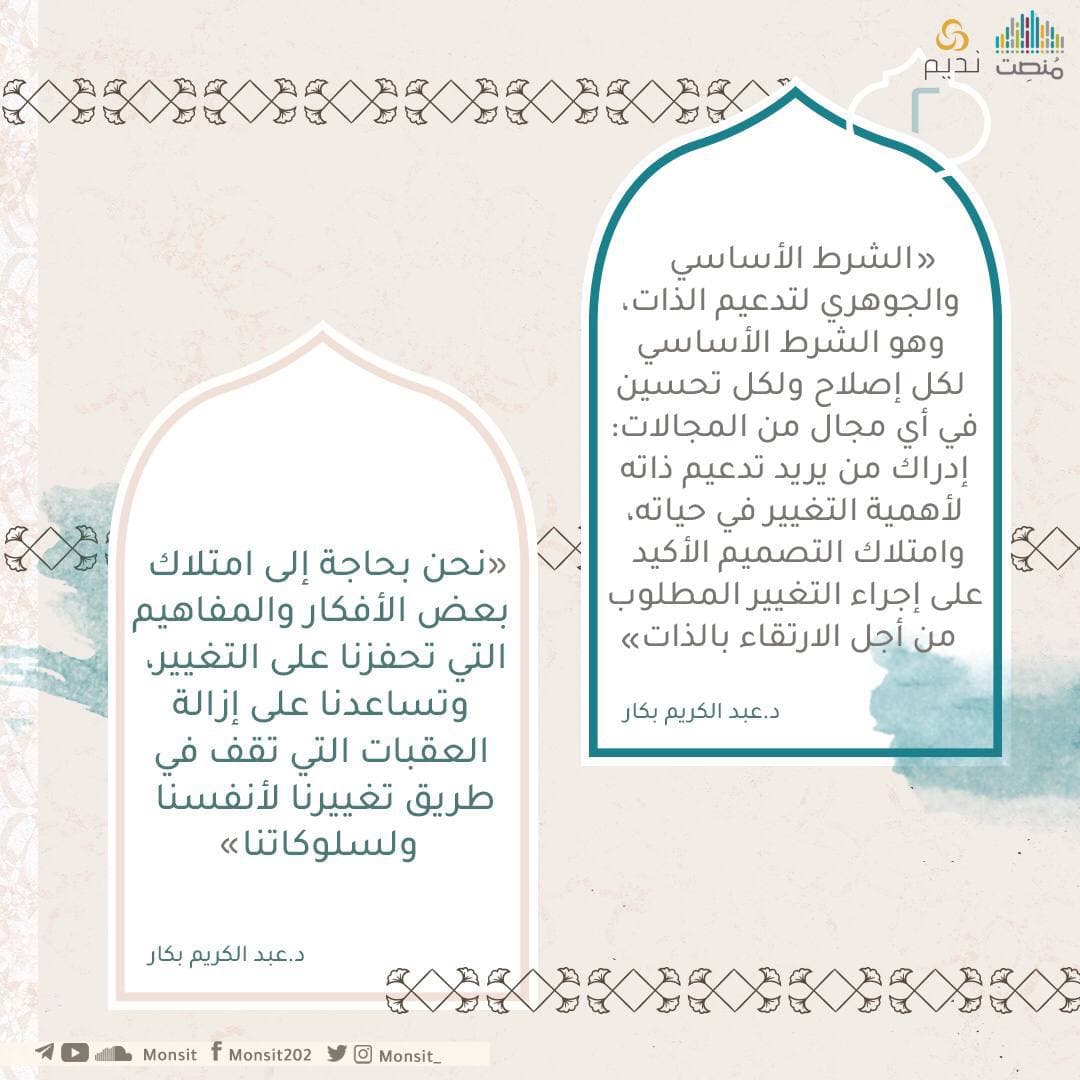 مُنصِت
نديم
٢
«الشرط الأساسي
والجوهري لتدعيم الذات،
وهو الشرط الأساسي
لكل إصلاح ولكل تحسين
في أي مجال من المجالات:
إدراك من يريد تدعيم ذاته
لأهمية التغيير في حياته،
وامتلاك التصميم الأكيد
على إجراء التغيير المطلوب
من أجل الارتقاء بالذات»
د.عبد الكريم بكار
«نحن بحاجة إلى امتلاك
بعض الأفكار والمفاهيم
التي تحفزنا على التغيير،
وتساعدنا على إزالة
العقبات التي تقف في
طريق تغييرنا لأنفسنا
ولسلوكاتنا»
د.عبد الكريم بكار
Monsit Monsit202 Monsit_